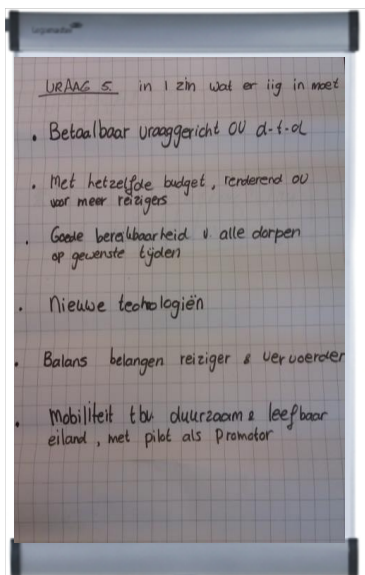 legamaster
VRAAG 5. in 1 zin wat er iig in moet
• Betaalbaar vraaggericht OV d-t-d
• Met hetzelfde budget, renderend OV
voor meer reizigers
• Goede bereikbaarheid v alle dorpen
op gewenste tijden
• Nieuwe technologiën
• Balans belangen reiziger & vervoerder
• Mobiliteit tbv duurzaam & leefbaar
eiland, met pilot als Promotor